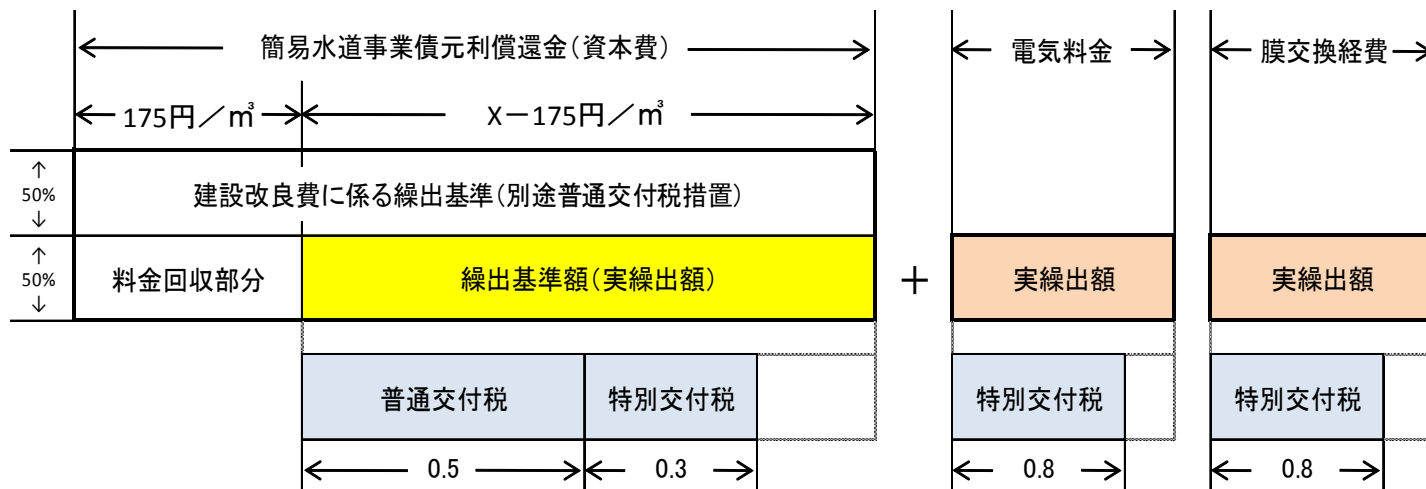 簡易水道事業債元利償還金(資本費)
電気料金
膜交換経費
175円／㎥
X－175円／㎥
↑
50%
↓
建設改良費に係る繰出基準(別途普通交付税措置)
↑
50%
↓
料金回収部分
繰出基準額(実繰出額)
＋
実繰出額
実繰出額
普通交付税
特別交付税
特別交付税
特別交付税
0.5
0.3
0.8
0.8